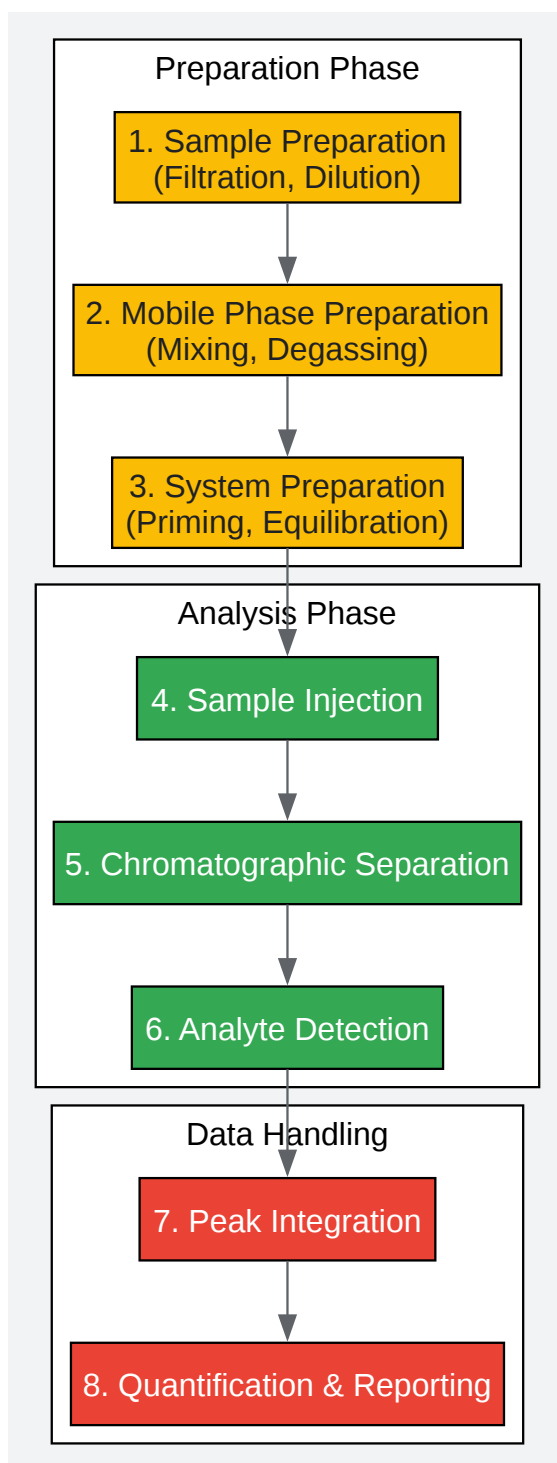 Preparation Phase
1. Sample Preparation
(Filtration, Dilution)
2. Mobile Phase Preparation
(Mixing, Degassing)
3. System Preparation
(Priming, Equilibration)
Analysis Phase
4. Sample Injection
5. Chromatographic Separation
6. Analyte Detection
Data Handling
7. Peak Integration
8. Quantification & Reporting